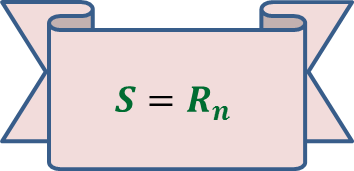 S = Rₙ